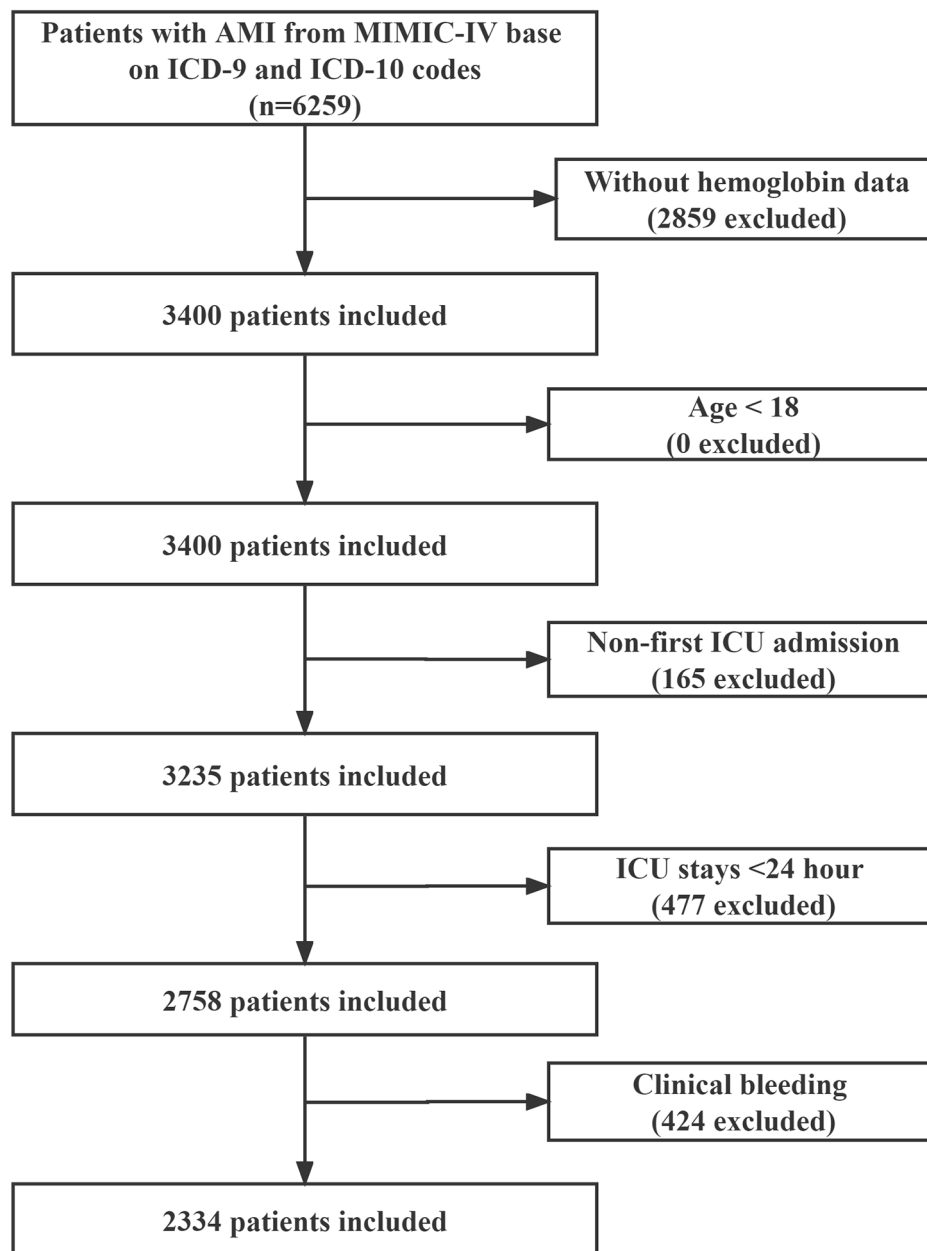 Patients with AMI from MIMIC-IV base
on ICD-9 and ICD-10 codes
(n=6259)
Without hemoglobin data
(2859 excluded)
3400 patients included
Age < 18
(0 excluded)
3400 patients included
Non-first ICU admission
(165 excluded)
3235 patients included
ICU stays <24 hour
(477 excluded)
2758 patients included
Clinical bleeding
(424 excluded)
2334 patients included